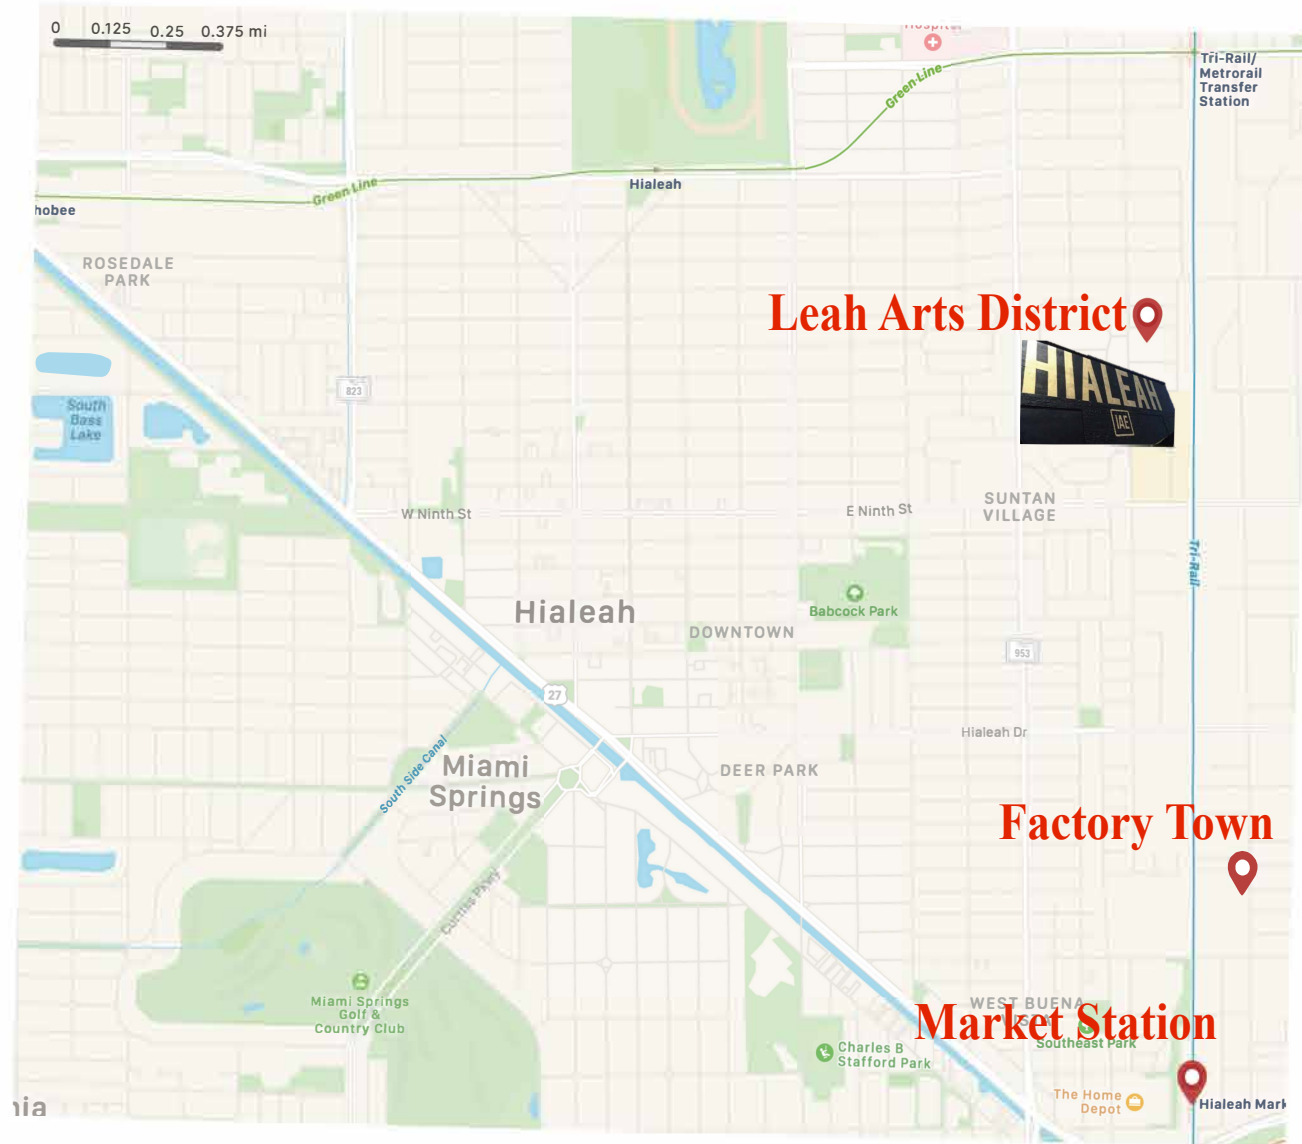 0 0.125 0.25 0.375 mi
Tri-Rail/
Metrorail
Transfer
Station
Green Line
Hialeah
Green Line
hobee
ROSEDALE
PARK
Leah Arts District
HIALEAH
IAE
823
South
Bass
Lake
W Ninth St
E Ninth St
SUNTAN
VILLAGE
Tri-Rail
Hialeah
Babcock Park
DOWNTOWN
953
27
Hialeah Dr
South Side Canal
Miami
Springs
DEER PARK
Factory Town
Curtiss Pkwy
Miami Springs
Golf &
Country Club
WEST BUENA
VISTA
Market Station
Southeast Park
Charles B
Stafford Park
The Home
Depot
Hialeah Mark
nia